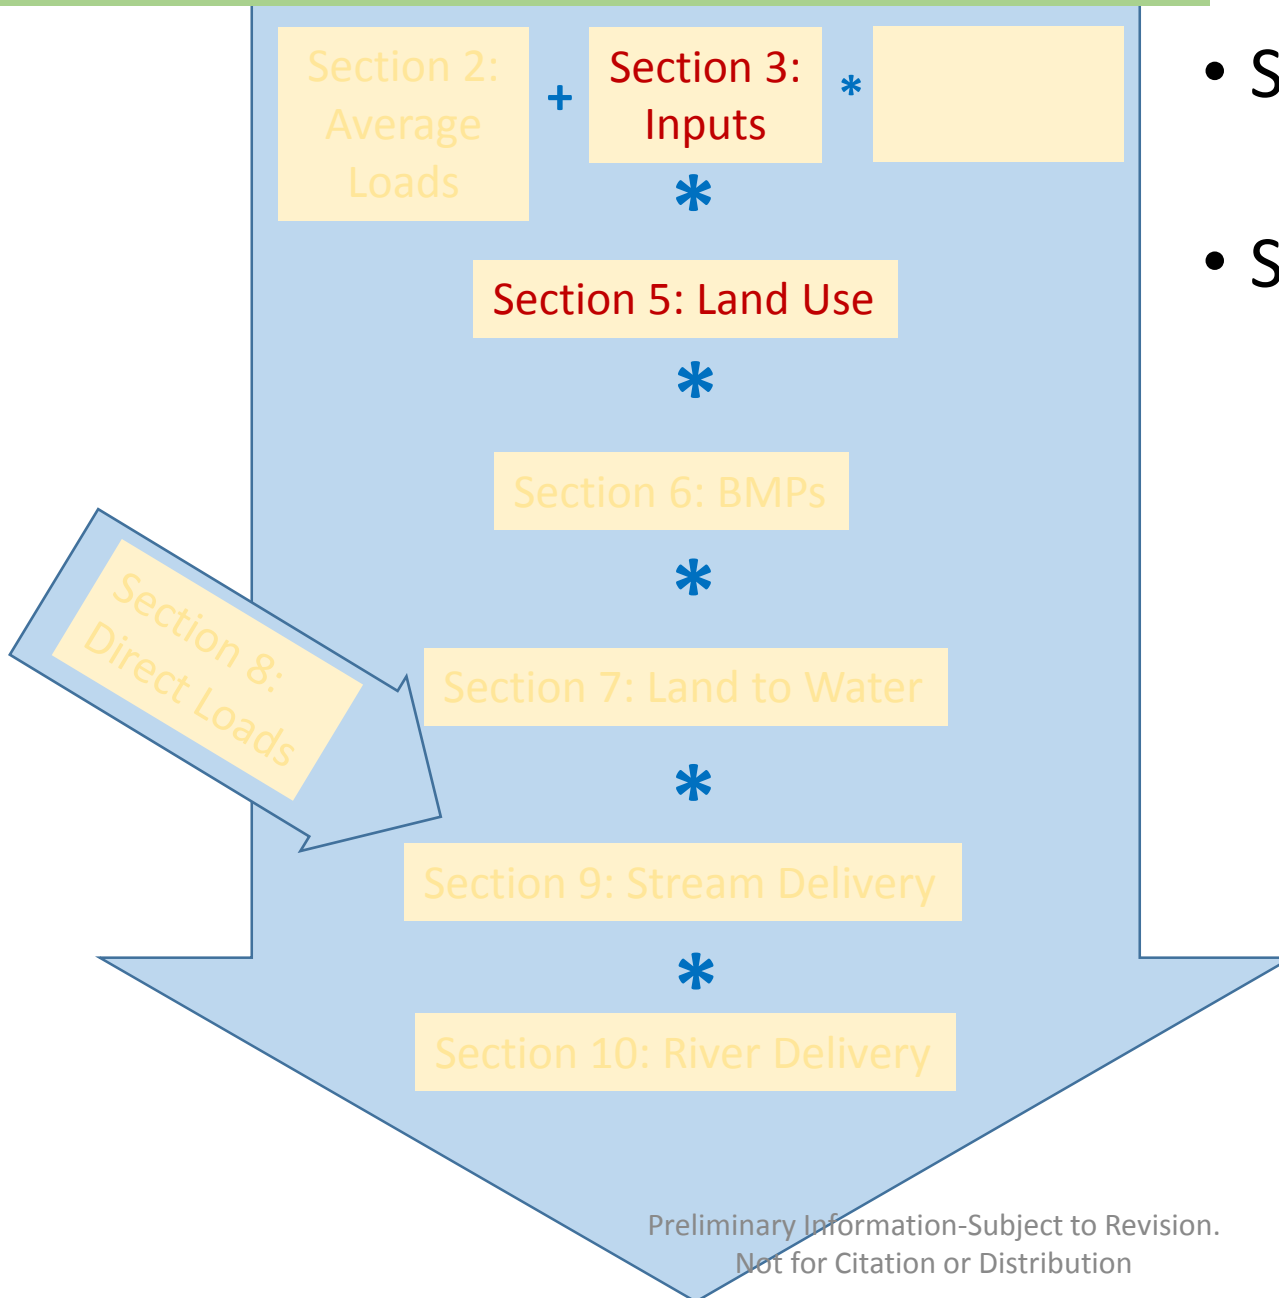 Section 2:
Average
Loads
+
Section 3:
Inputs
*
*
• S
• S
Section 5: Land Use
*
Section 6: BMPs
*
Section 8:
Direct Loads
Section 7: Land to Water
*
Section 9: Stream Delivery
*
Section 10: River Delivery
Preliminary Information-Subject to Revision.
Not for Citation or Distribution